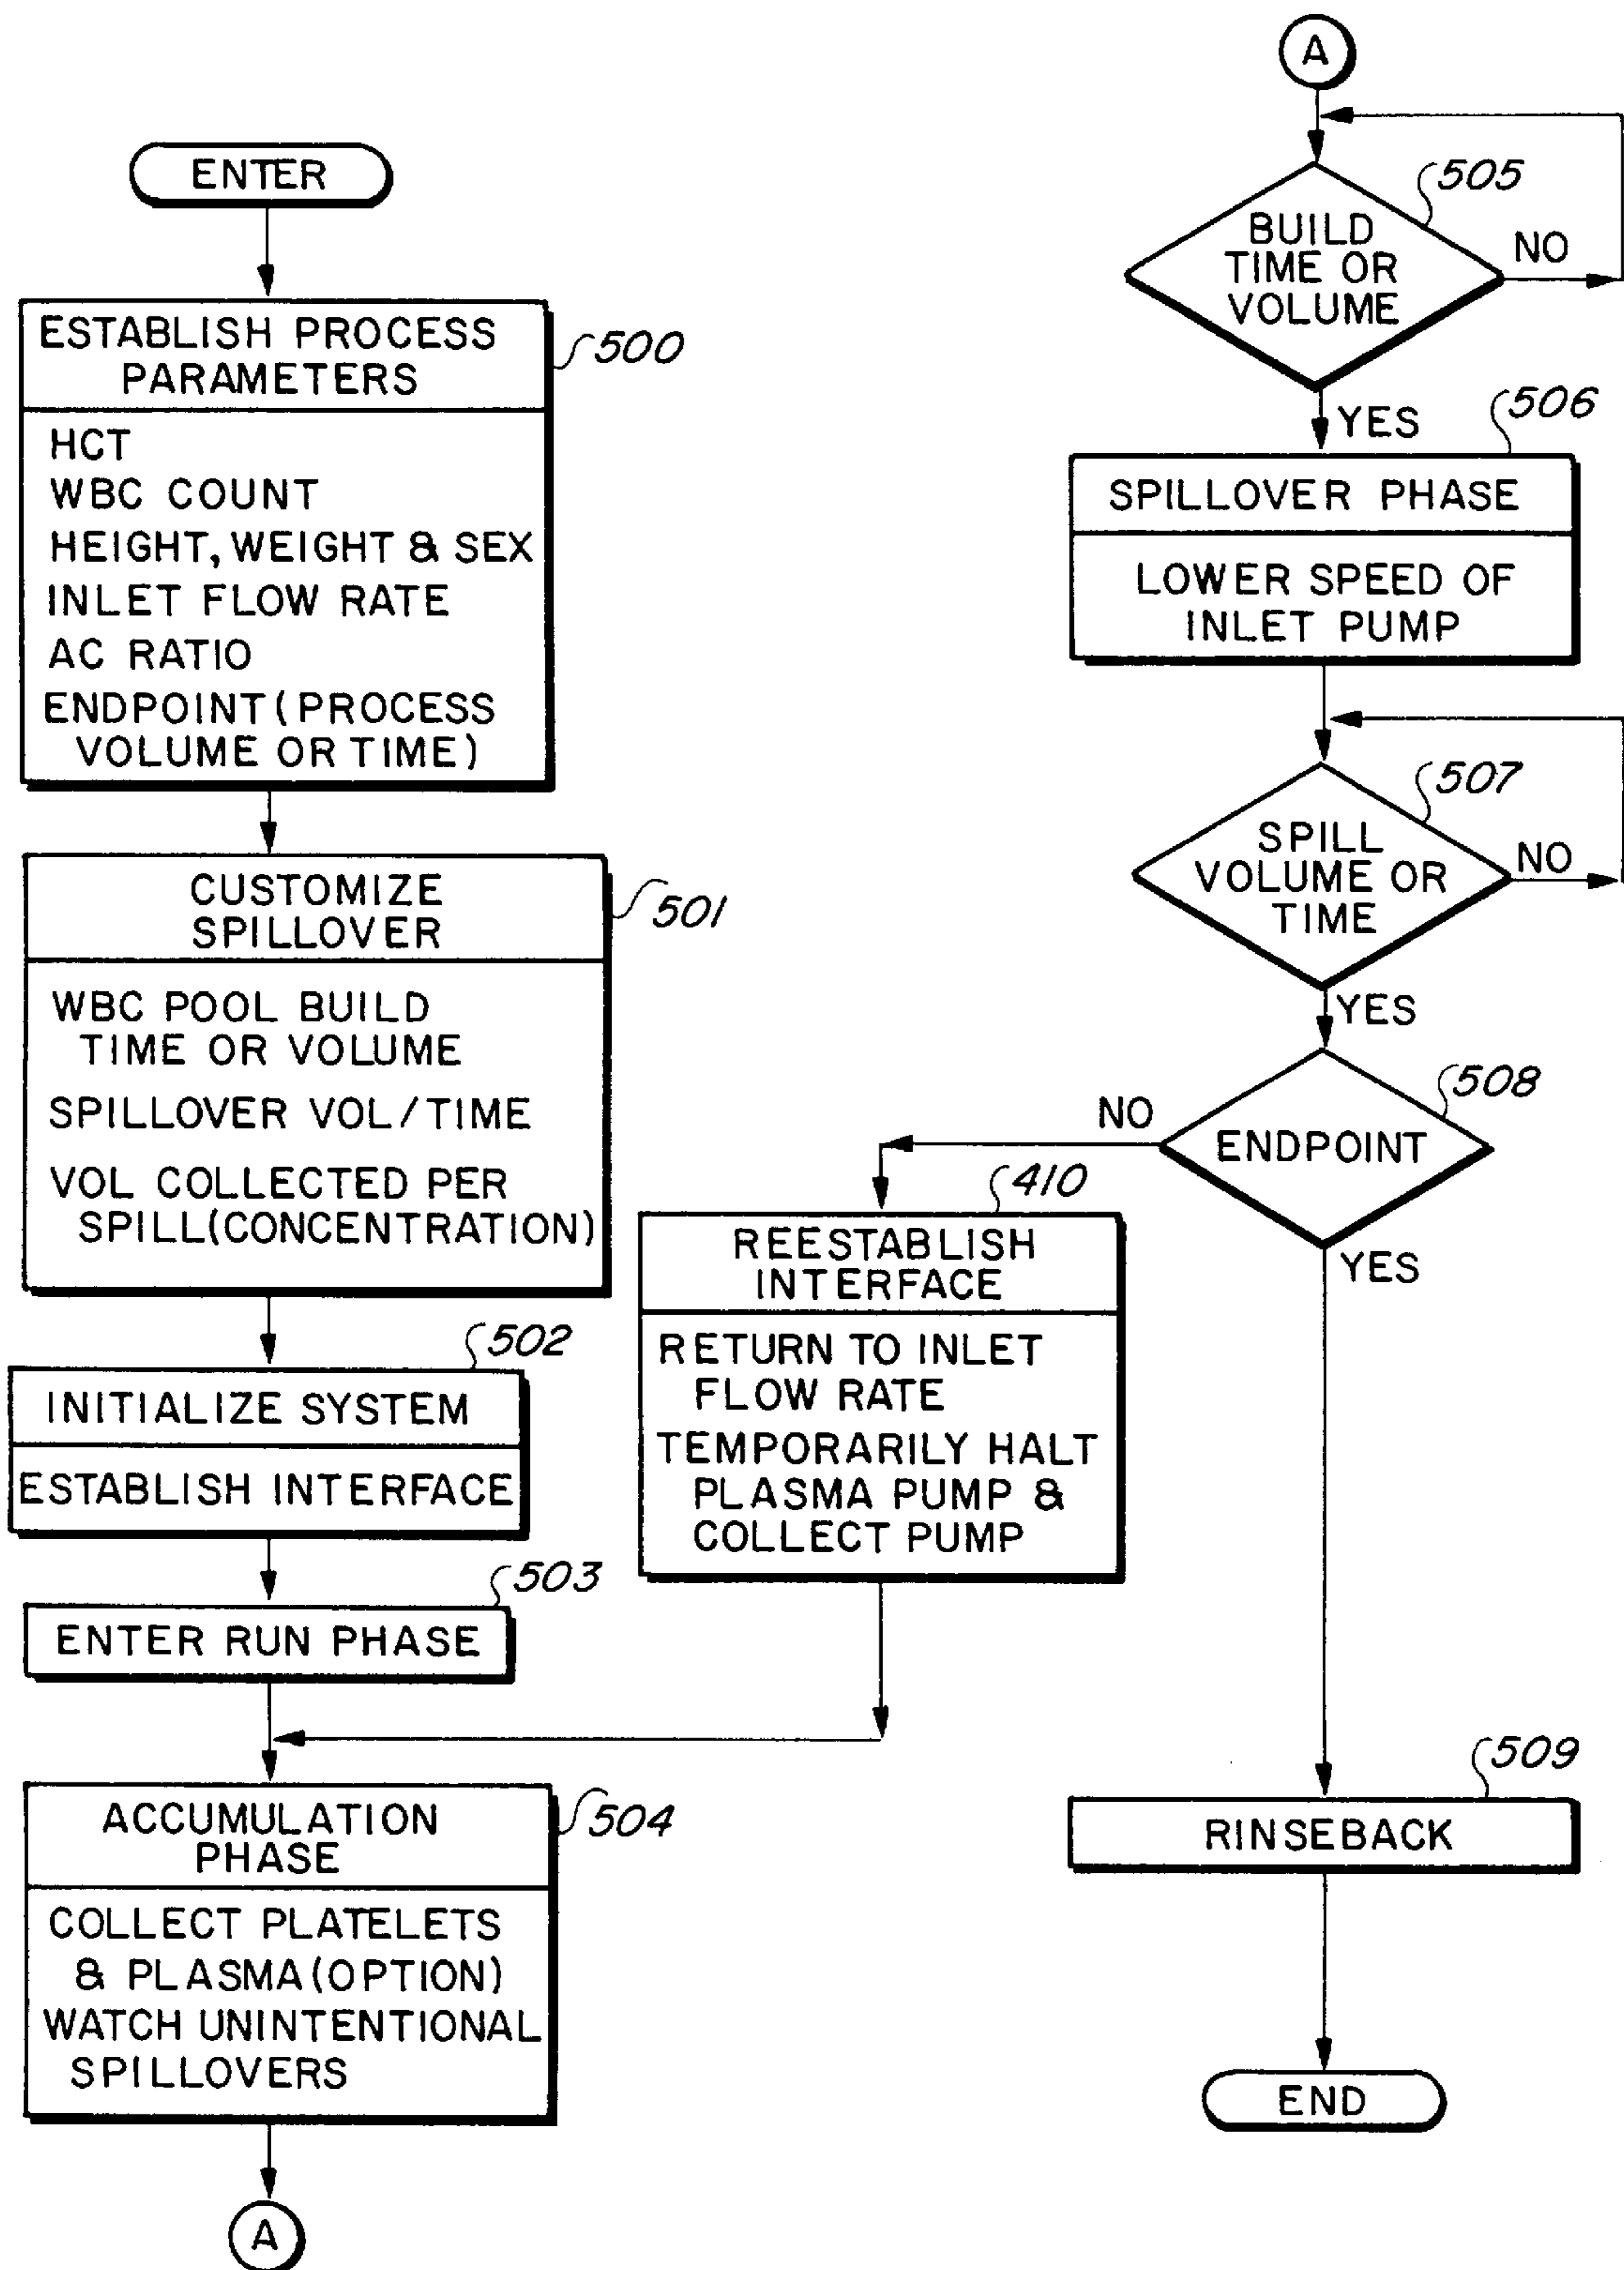 ENTER
ESTABLISH PROCESS
PARAMETERS
500
HCT
WBC COUNT
HEIGHT, WEIGHT & SEX
INLET FLOW RATE
AC RATIO
ENDPOINT (PROCESS
VOLUME OR TIME)
CUSTOMIZE
SPILLOVER
501
WBC POOL BUILD
TIME OR VOLUME
SPILLOVER VOL/TIME
VOL COLLECTED PER
SPILL (CONCENTRATION)
502
INITIALIZE SYSTEM
ESTABLISH INTERFACE
503
ENTER RUN PHASE
ACCUMULATION
PHASE
504
COLLECT PLATELETS
& PLASMA (OPTION)
WATCH UNINTENTIONAL
SPILLOVERS
A
A
505
BUILD
TIME OR
VOLUME
NO
YES
506
SPILLOVER PHASE
LOWER SPEED OF
INLET PUMP
507
SPILL
VOLUME OR
TIME
NO
YES
508
ENDPOINT
NO
YES
410
REESTABLISH
INTERFACE
RETURN TO INLET
FLOW RATE
TEMPORARILY HALT
PLASMA PUMP &
COLLECT PUMP
509
RINSEBACK
END